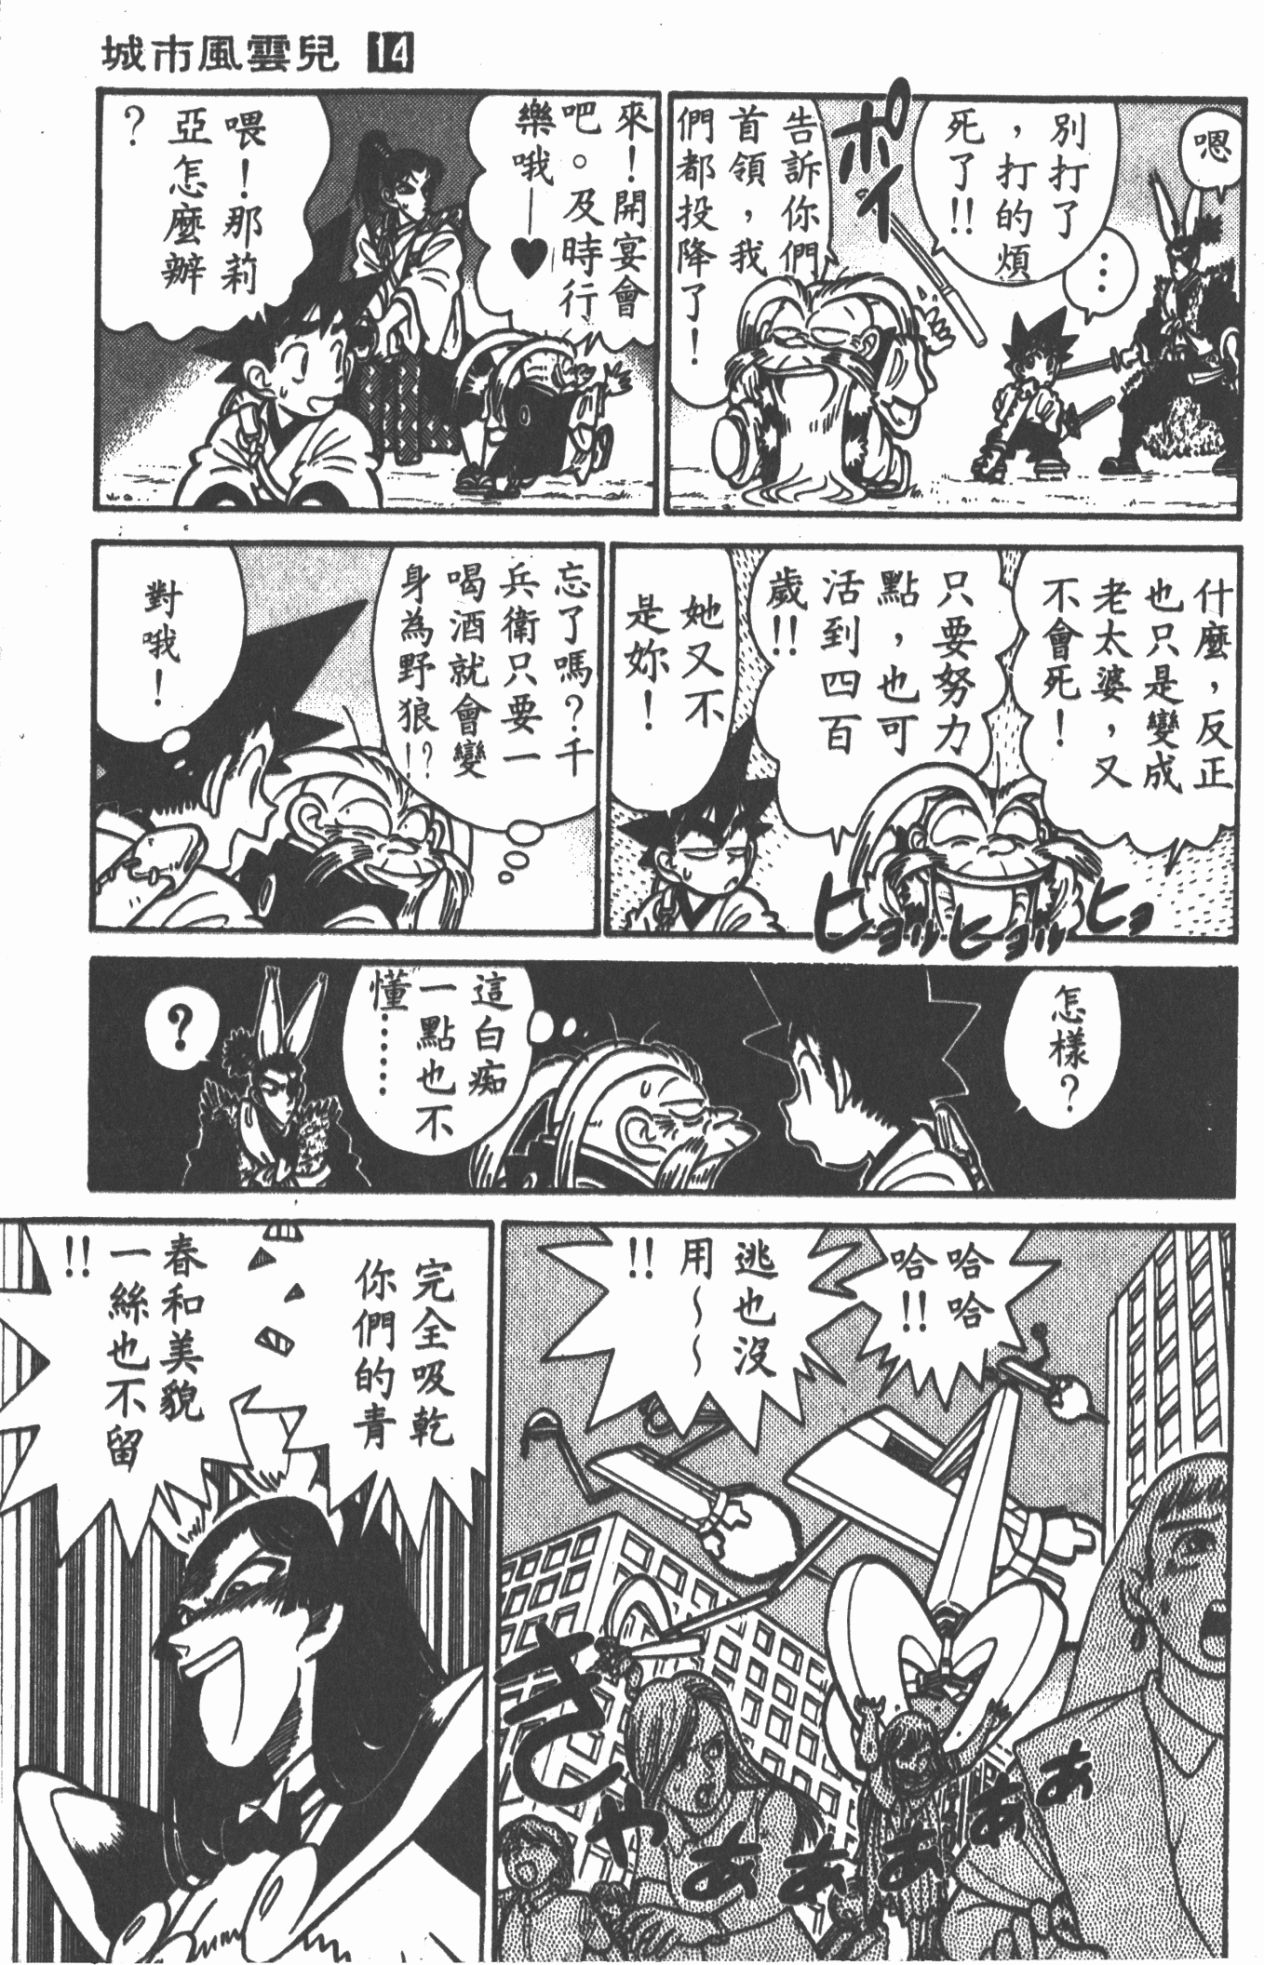 城市風雲兒 14
嗯
…
別打了
，打的煩
死了!!
ポイ
告訴你們
首領，我
們都投降了！
來！開宴會
吧。及時行
樂哦—♥
喂！那莉
亞怎麼辦
？
什麼，反正
也只是變成
老太婆，又
不會死！
只要努力
點，也可
活到四百
歲!!
ヒョッヒョッヒョ
她又不
是妳！
忘了嗎？千
兵衛只要一
喝酒就會變
身為野狼!?
對哦！
怎樣？
這白痴
一點也不
懂……
？
哈哈
哈!!
逃也沒
用～～
!!
きゃあああああ
完全吸乾
你們的青
春和美貌
一絲也不留
!!